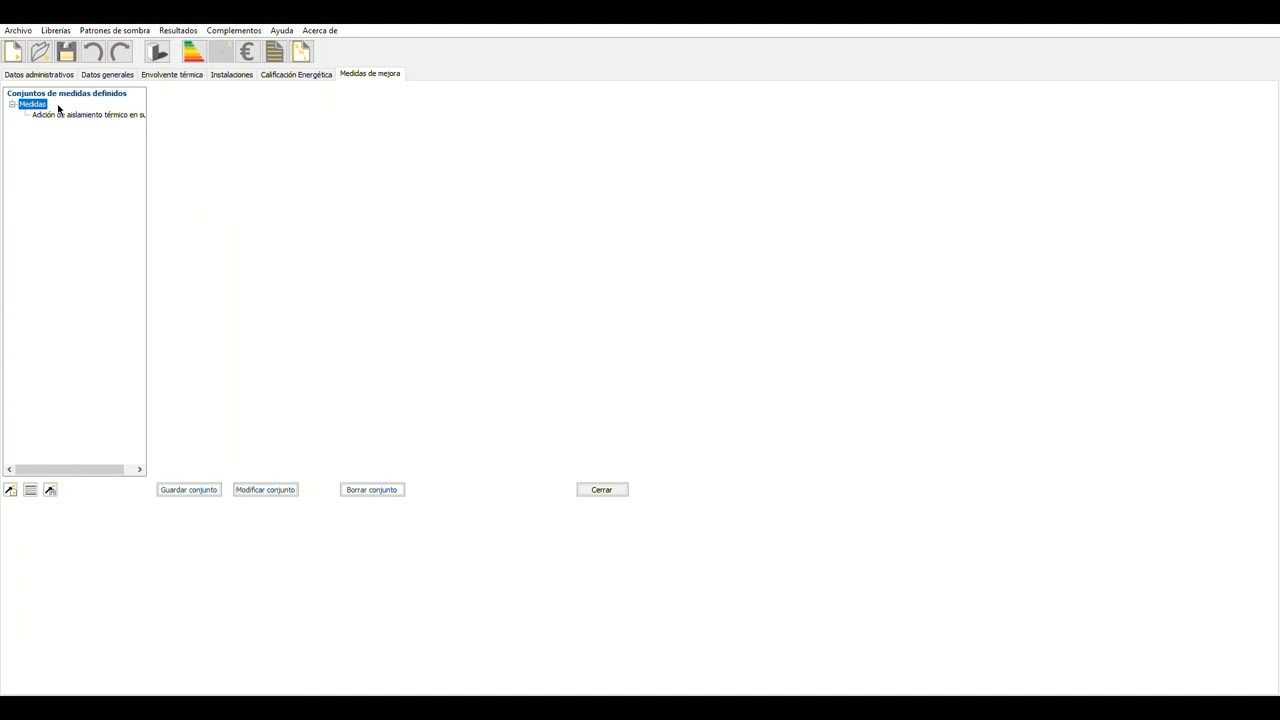 Archivo Librerías Patrones de sombra Resultados Complementos Ayuda Acerca de
Datos administrativos Datos generales Envolvente térmica Instalaciones Calificación Energética Medidas de mejora
Conjuntos de medidas definidos
Medidas
Adición de aislamiento térmico en su
Guardar conjunto Modificar conjunto Borrar conjunto Cerrar